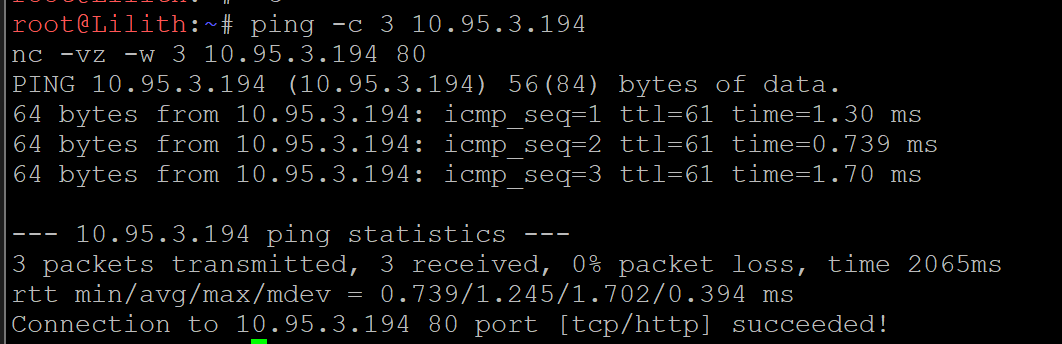 root@Lilith:~# ping -c 3 10.95.3.194
nc -vz -w 3 10.95.3.194 80
PING 10.95.3.194 (10.95.3.194) 56(84) bytes of data.
64 bytes from 10.95.3.194: icmp_seq=1 ttl=61 time=1.30 ms
64 bytes from 10.95.3.194: icmp_seq=2 ttl=61 time=0.739 ms
64 bytes from 10.95.3.194: icmp_seq=3 ttl=61 time=1.70 ms

--- 10.95.3.194 ping statistics ---
3 packets transmitted, 3 received, 0% packet loss, time 2065ms
rtt min/avg/max/mdev = 0.739/1.245/1.702/0.394 ms
Connection to 10.95.3.194 80 port [tcp/http] succeeded!